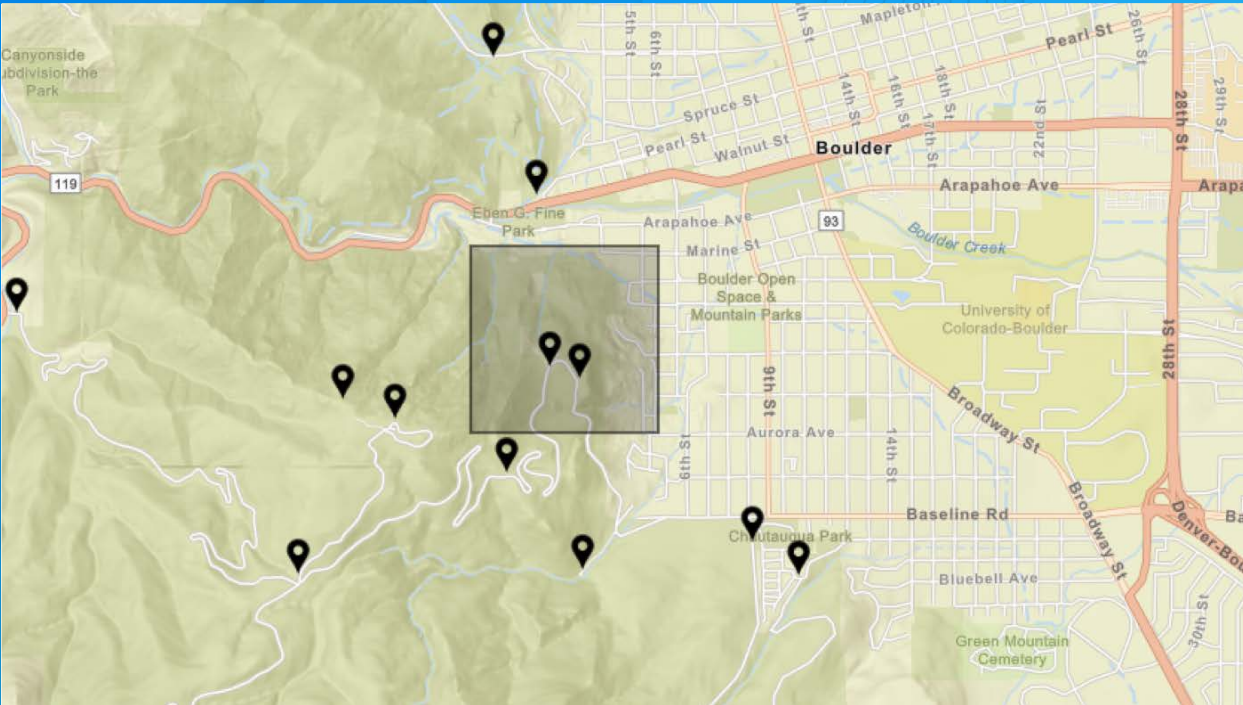 Mapleton
Pearl St
26th St
5th St
6th St
Canyonside
ubdivision-the
Park
14th St
16th St
18th St
28th St
29th St
Spruce St
17th St
22nd St
Pearl St
Walnut St
Boulder
119
Arapahoe Ave
Arapa
Eben G. Fine
Park
Arapahoe Ave
93
Marine St
Boulder Creek
Boulder Open
Space &
Mountain Parks
University of
Colorado-Boulder
28th St
9th St
Broadway St
Aurora Ave
14th St
6th St
Broadway St
Baseline Rd
Ba
Denver-Bou
Chautauqua Park
Bluebell Ave
30th St
Green Mountain
Cemetery